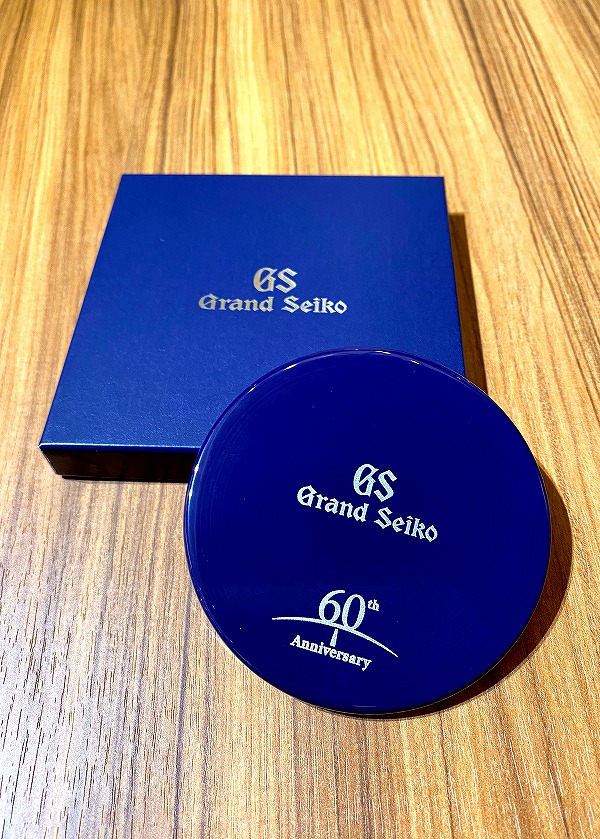 GS
Grand Seiko
GS
Grand Seiko
60th
Anniversary